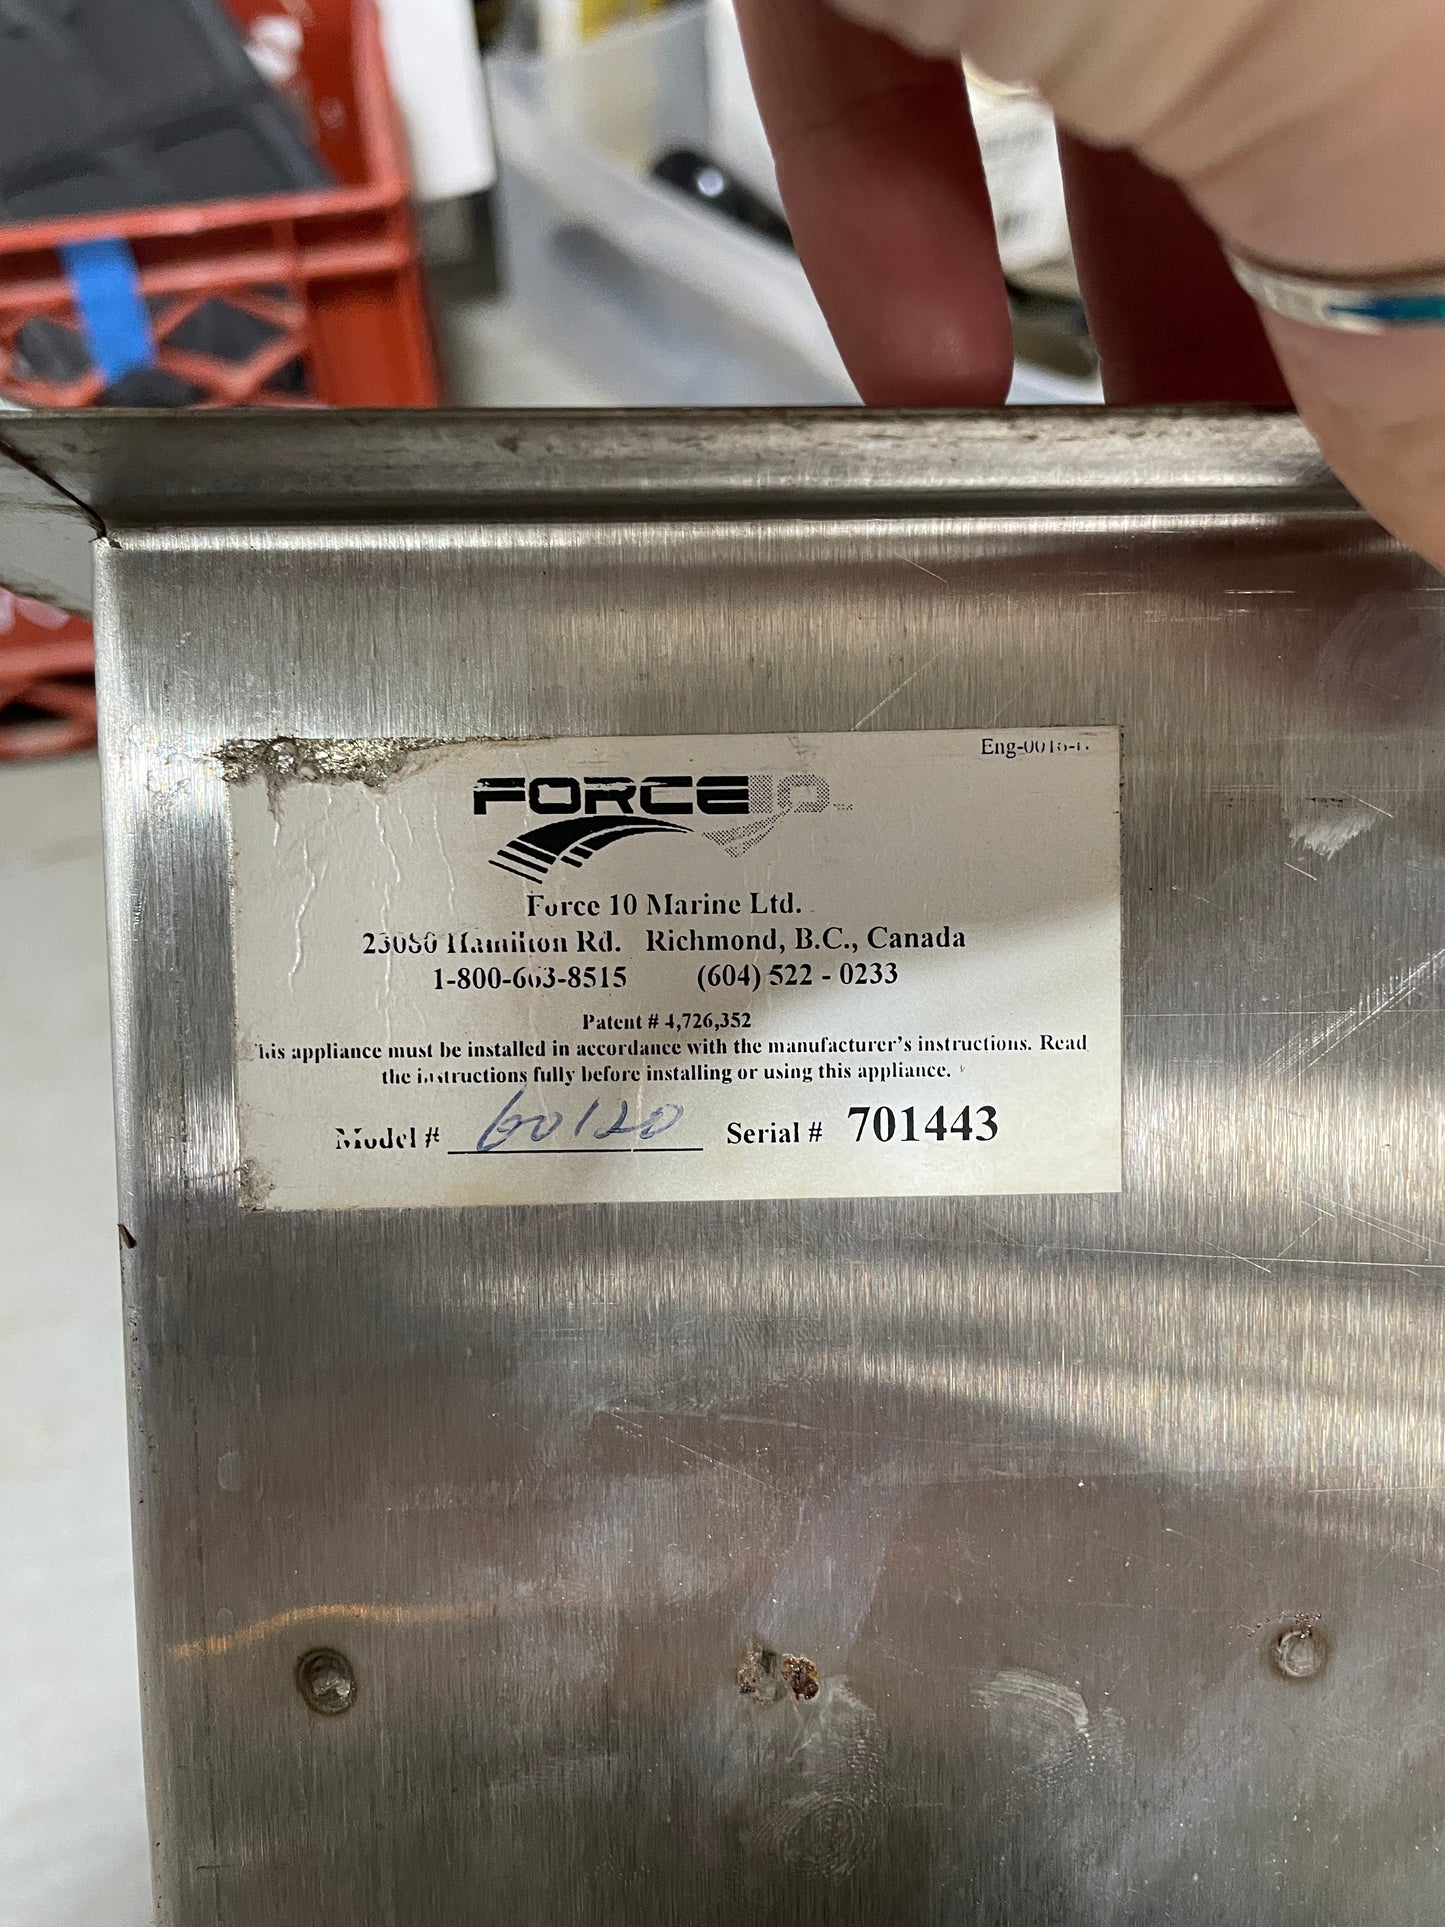 FORCE 10
Force 10 Marine Ltd.
23080 Hamilton Rd. Richmond, B.C., Canada
1-800-663-8515 (604) 522 - 0233
Patent # 4,726,352
This appliance must be installed in accordance with the manufacturer's instructions. Read
the instructions fully before installing or using this appliance.
Model # 60120 Serial # 701443